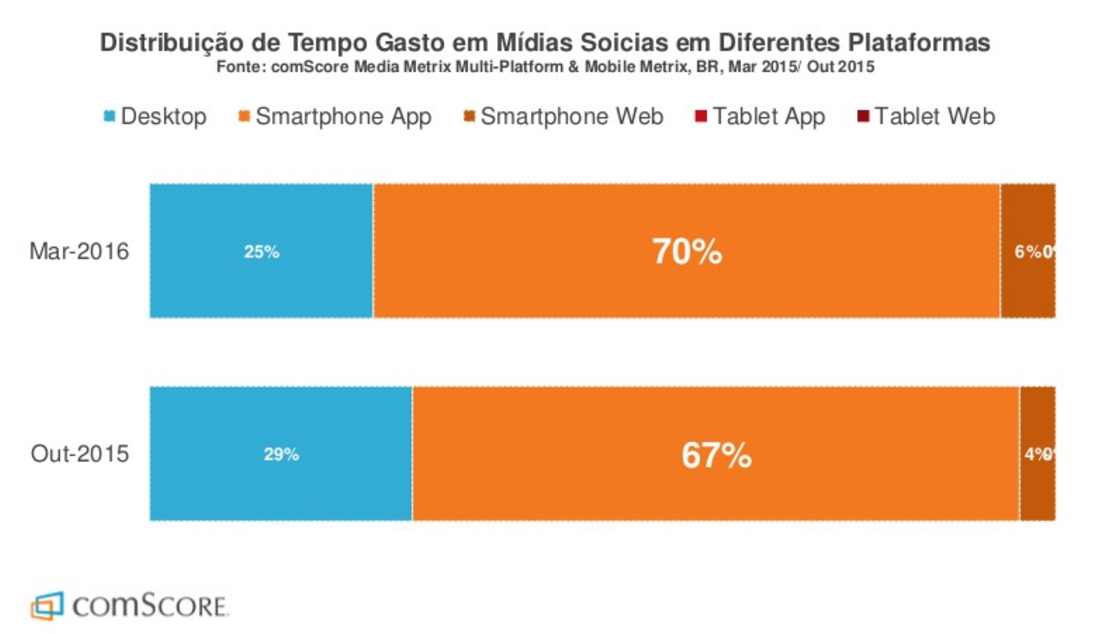 Distribuição de Tempo Gasto em Mídias Soicias em Diferentes Plataformas
Fonte: comScore Media Metrix Multi-Platform & Mobile Metrix, BR, Mar 2015/ Out 2015
Desktop Smartphone App Smartphone Web Tablet App Tablet Web
Mar-2016 25% 70% 6% 0%
Out-2015 29% 67% 4% 0%
comSCORE.